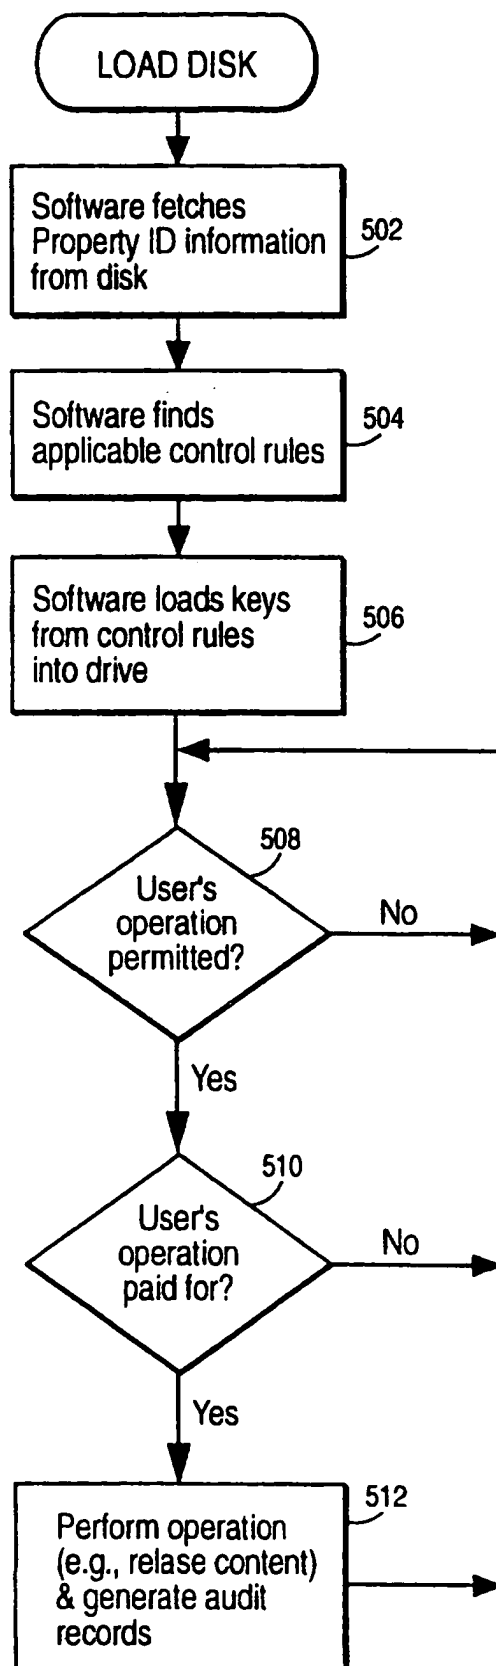 LOAD DISK
Software fetches
Property ID information
from disk
502
Software finds
applicable control rules
504
Software loads keys
from control rules
into drive
506
508
User's
operation
permitted?
No
Yes
510
User's
operation
paid for?
No
Yes
512
Perform operation
(e.g., relase content)
& generate audit
records